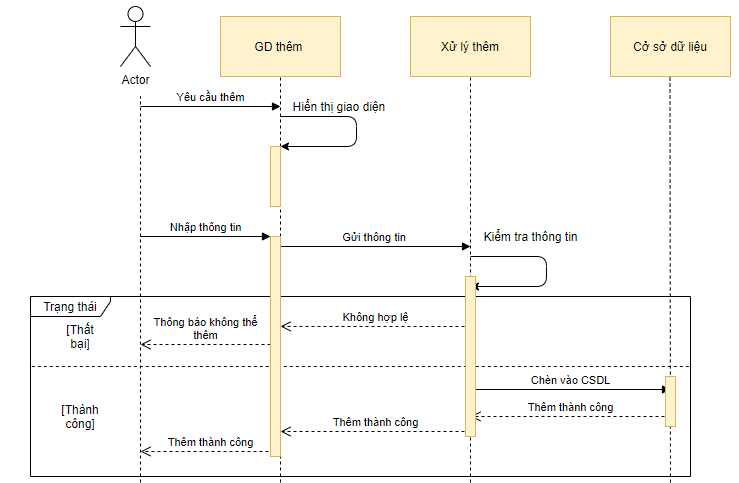 GD thêm
Xử lý thêm
Cở sở dữ liệu
Actor
Yêu cầu thêm
Hiển thị giao diện
Nhập thông tin
Gửi thông tin
Kiểm tra thông tin
Trạng thái
[Thất
bại]
Thông báo không thể
thêm
Không hợp lệ
Chèn vào CSDL
[Thành
công]
Thêm thành công
Thêm thành công
Thêm thành công